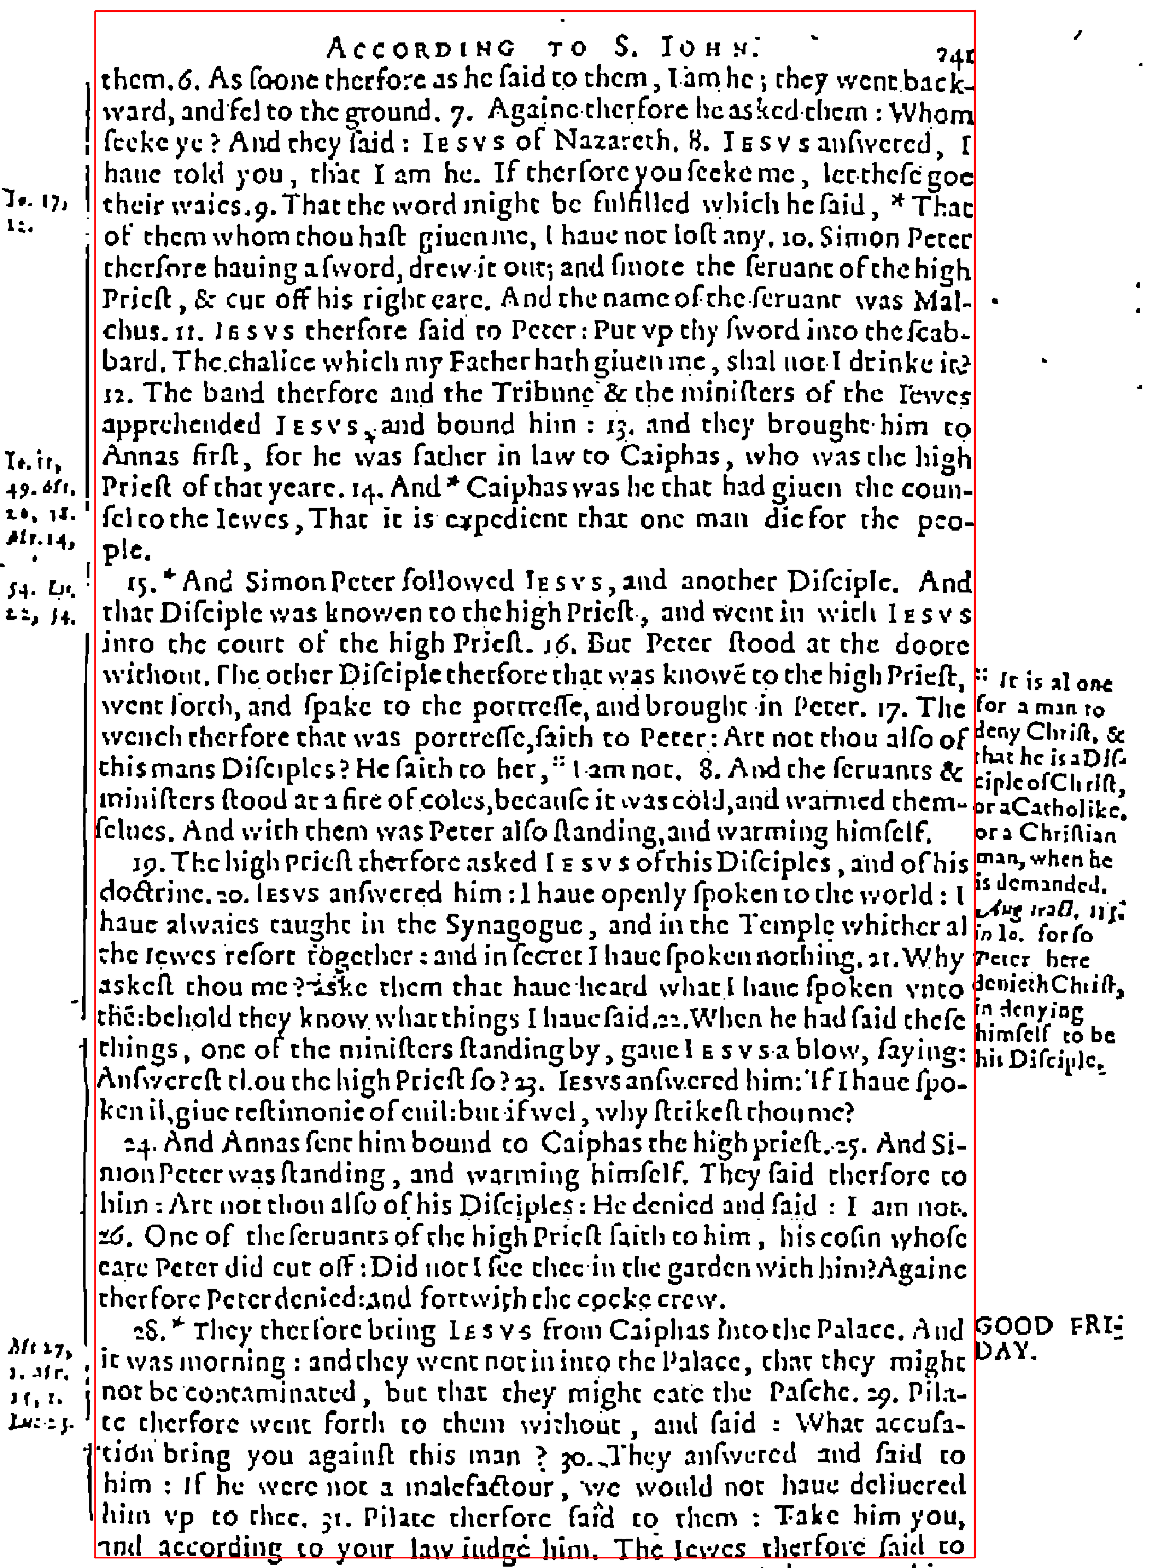 ACCORDING TO S. IOHN. 241
them. 6. As ſoone therfore as he ſaid to them, I am he; they went back-
ward, and fel to the ground. 7. Againe therfore he asked them: Whom
ſeeke ye? And they ſaid: IESVS of Nazareth. 8. IESVS anſwered, I
haue told you, that I am he. If therfore you ſeeke me, let theſe goe
their waies. 9. That the word might be fulfilled which he ſaid, * That
of them whom thou haſt giuen me, I haue not loſt any. 10. Simon Peter
therfore hauing a ſword, drew it out; and ſmote the ſeruant of the high
Prieſt, & cut off his right eare. And the name of the ſeruant was Mal-
chus. 11. IESVS therfore ſaid to Peter: Put vp thy ſword into the ſcab-
bard. The chalice which my Father hath giuen me, shal not I drinke it?
12. The band therfore and the Tribune & the miniſters of the Iewes
apprehended IESVS, and bound him: 13. and they brought him to
Annas firſt, for he was father in law to Caiphas, who was the high
Prieſt of that yeare. 14. And * Caiphas was he that had giuen the coun-
ſel to the Iewes, That it is expedient that one man die for the peo-
ple.
15. * And Simon Peter followed IESVS, and another Diſciple. And
that Diſciple was knowen to the high Prieſt, and went in with IESVS
into the court of the high Prieſt. 16. But Peter ſtood at the doore
without. The other Diſciple therfore that was knowē to the high Prieſt,
went forth, and ſpake to the portreſſe, and brought in Peter. 17. The
wench therfore that was portreſſe, ſaith to Peter: Art not thou alſo of
this mans Diſciples? He ſaith to her, :: I am not. 8. And the ſeruants &
miniſters ſtood at a fire of coles, becauſe it was cold, and warmed them-
ſelues. And with them was Peter alſo ſtanding, and warming himſelf.
19. The high Prieſt therfore asked IESVS of this Diſciples, and of his
doctrine. 20. IESVS anſwered him: I haue openly ſpoken to the world: I
haue alwaies taught in the Synagogue, and in the Temple whither al
the Iewes reſort together: and in ſecret I haue ſpoken nothing. 21. Why
askeſt thou me? aske them that haue heard what I haue ſpoken vnto
thē: behold they know what things I haue ſaid. 22. When he had ſaid theſe
things, one of the miniſters ſtanding by, gaue IESVS a blow, ſaying:
Anſwereſt thou the high Prieſt ſo? 23. IESVS anſwered him: If I haue ſpo-
ken il, giue teſtimonie of euil: but if wel, why ſtrikeſt thou me?
24. And Annas ſent him bound to Caiphas the high prieſt. 25. And Si-
mon Peter was ſtanding, and warming himſelf. They ſaid therfore to
him: Art not thou alſo of his Diſciples: He denied and ſaid: I am not.
26. One of the ſeruants of the high Prieſt ſaith to him, his coſin whoſe
eare Peter did cut off: Did not I ſee thee in the garden with him? Againe
therfore Peter denied: and fortwith the cocke crew.
28. * They therfore bring IESVS from Caiphas into the Palace. And
it was morning: and they went not in into the Palace, that they might
not be contaminated, but that they might eate the Paſche. 29. Pila-
te therfore went forth to them without, and ſaid: What accuſa-
tion bring you againſt this man? 30. They anſwered and ſaid to
him: If he were not a malefactour, we would not haue deliuered
him vp to thee. 31. Pilate therfore ſaid to them: Take him you,
and according to your law iudge him. The Iewes therfore ſaid to
Io. 17,
12.
Io. 11,
49. Mt.
26, 58.
Mr. 14,
54. Lu.
22, 54.
Mt 27,
1. Mr.
15, 1.
Luc 23.
:: It is al one
for a man to
deny Chriſt, &
that he is a Diſ-
ciple of Chriſt,
or a Catholike,
or a Chriſtian
man, when he
is demanded.
Aug tract. 113.
in Io. for ſo
Peter here
denieth Chriſt,
in denying
himſelf to be
his Diſciple.
GOOD FRI-
DAY.